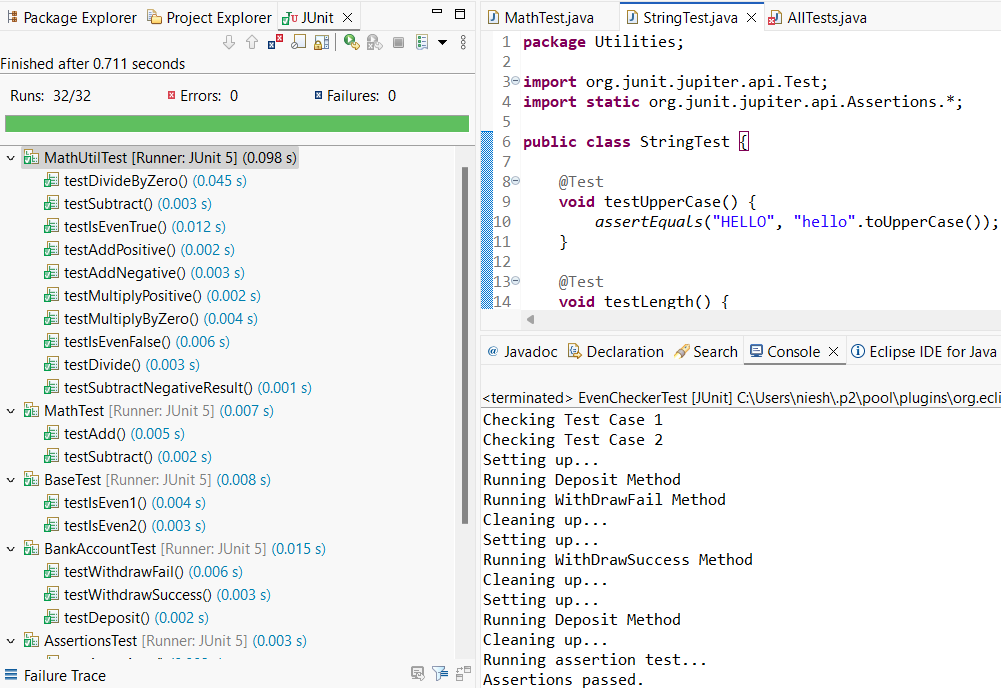 Package Explorer Project Explorer JUnit
Finished after 0.711 seconds
Runs: 32/32 Errors: 0 Failures: 0
MathUtilTest [Runner: JUnit 5] (0.098 s)
testDivideByZero() (0.045 s)
testSubtract() (0.003 s)
testIsEvenTrue() (0.012 s)
testAddPositive() (0.002 s)
testAddNegative() (0.003 s)
testMultiplyPositive() (0.002 s)
testMultiplyByZero() (0.004 s)
testIsEvenFalse() (0.006 s)
testDivide() (0.003 s)
testSubtractNegativeResult() (0.001 s)
MathTest [Runner: JUnit 5] (0.007 s)
testAdd() (0.005 s)
testSubtract() (0.002 s)
BaseTest [Runner: JUnit 5] (0.008 s)
testIsEven1() (0.004 s)
testIsEven2() (0.003 s)
BankAccountTest [Runner: JUnit 5] (0.015 s)
testWithdrawFail() (0.006 s)
testWithdrawSuccess() (0.003 s)
testDeposit() (0.002 s)
AssertionsTest [Runner: JUnit 5] (0.003 s)
Failure Trace
MathTest.java StringTest.java AllTests.java
1 package Utilities;
2
3 import org.junit.jupiter.api.Test;
4 import static org.junit.jupiter.api.Assertions.*;
5
6 public class StringTest {
7
8 @Test
9 void testUpperCase() {
10 assertEquals("HELLO", "hello".toUpperCase());
11 }
12
13 @Test
14 void testLength() {
@ Javadoc Declaration Search Console Eclipse IDE for Java
<terminated> EvenCheckerTest [JUnit] C:\Users\niesh\.p2\pool\plugins\org.ecli
Checking Test Case 1
Checking Test Case 2
Setting up...
Running Deposit Method
Running WithDrawFail Method
Cleaning up...
Setting up...
Running WithDrawSuccess Method
Cleaning up...
Setting up...
Running Deposit Method
Cleaning up...
Running assertion test...
Assertions passed.